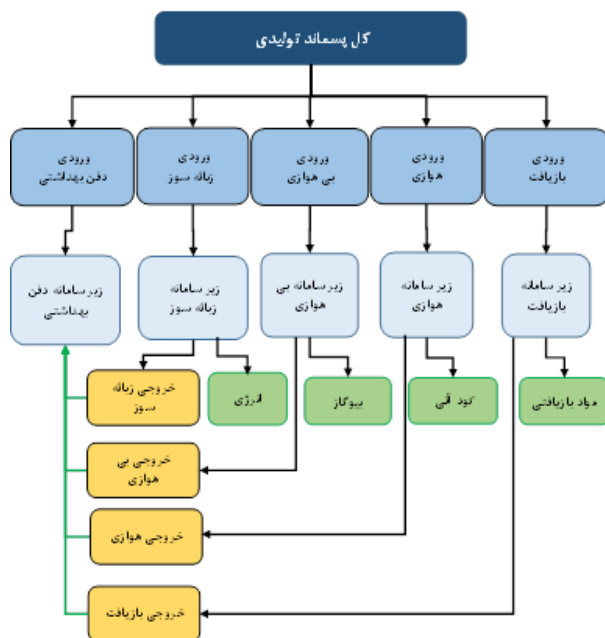 کل پسماند تولیدی
ورودی
بازیافت
ورودی
هوازی
ورودی
بی هوازی
ورودی
زباله سوز
ورودی
دفن بهداشتی
زیر سامانه
بازیافت
زیر سامانه
هوازی
زیر سامانه بی
هوازی
زیر سامانه
زباله سوز
زیر سامانه دفن
بهداشتی
مواد بازیافتی
کود آلی
بیوگاز
انرژی
خروجی زباله
سوز
خروجی بی
هوازی
خروجی هوازی
خروجی بازیافت